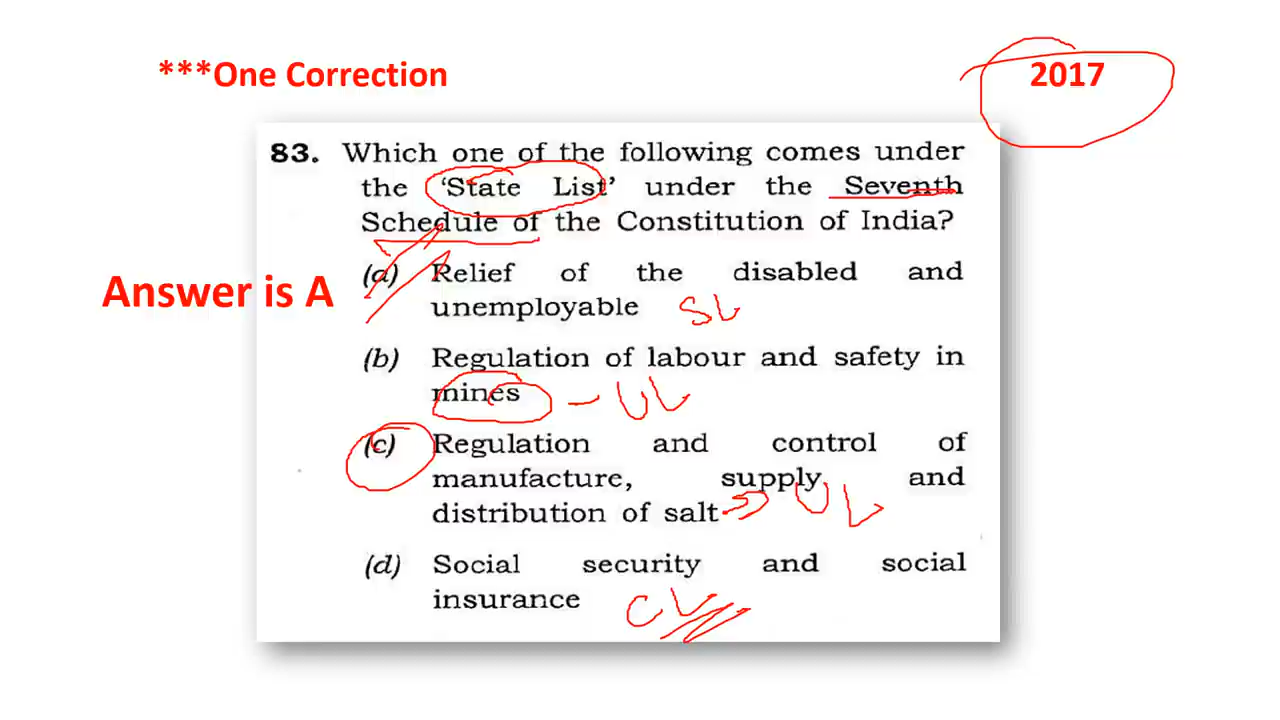 ***One Correction
2017
83. Which one of the following comes under
the 'State List' under the Seventh
Schedule of the Constitution of India?
Answer is A
(a) Relief of the disabled and
unemployable SL
(b) Regulation of labour and safety in
mines - UL
(c) Regulation and control of
manufacture, supply and
distribution of salt UL
(d) Social security and social
insurance CL